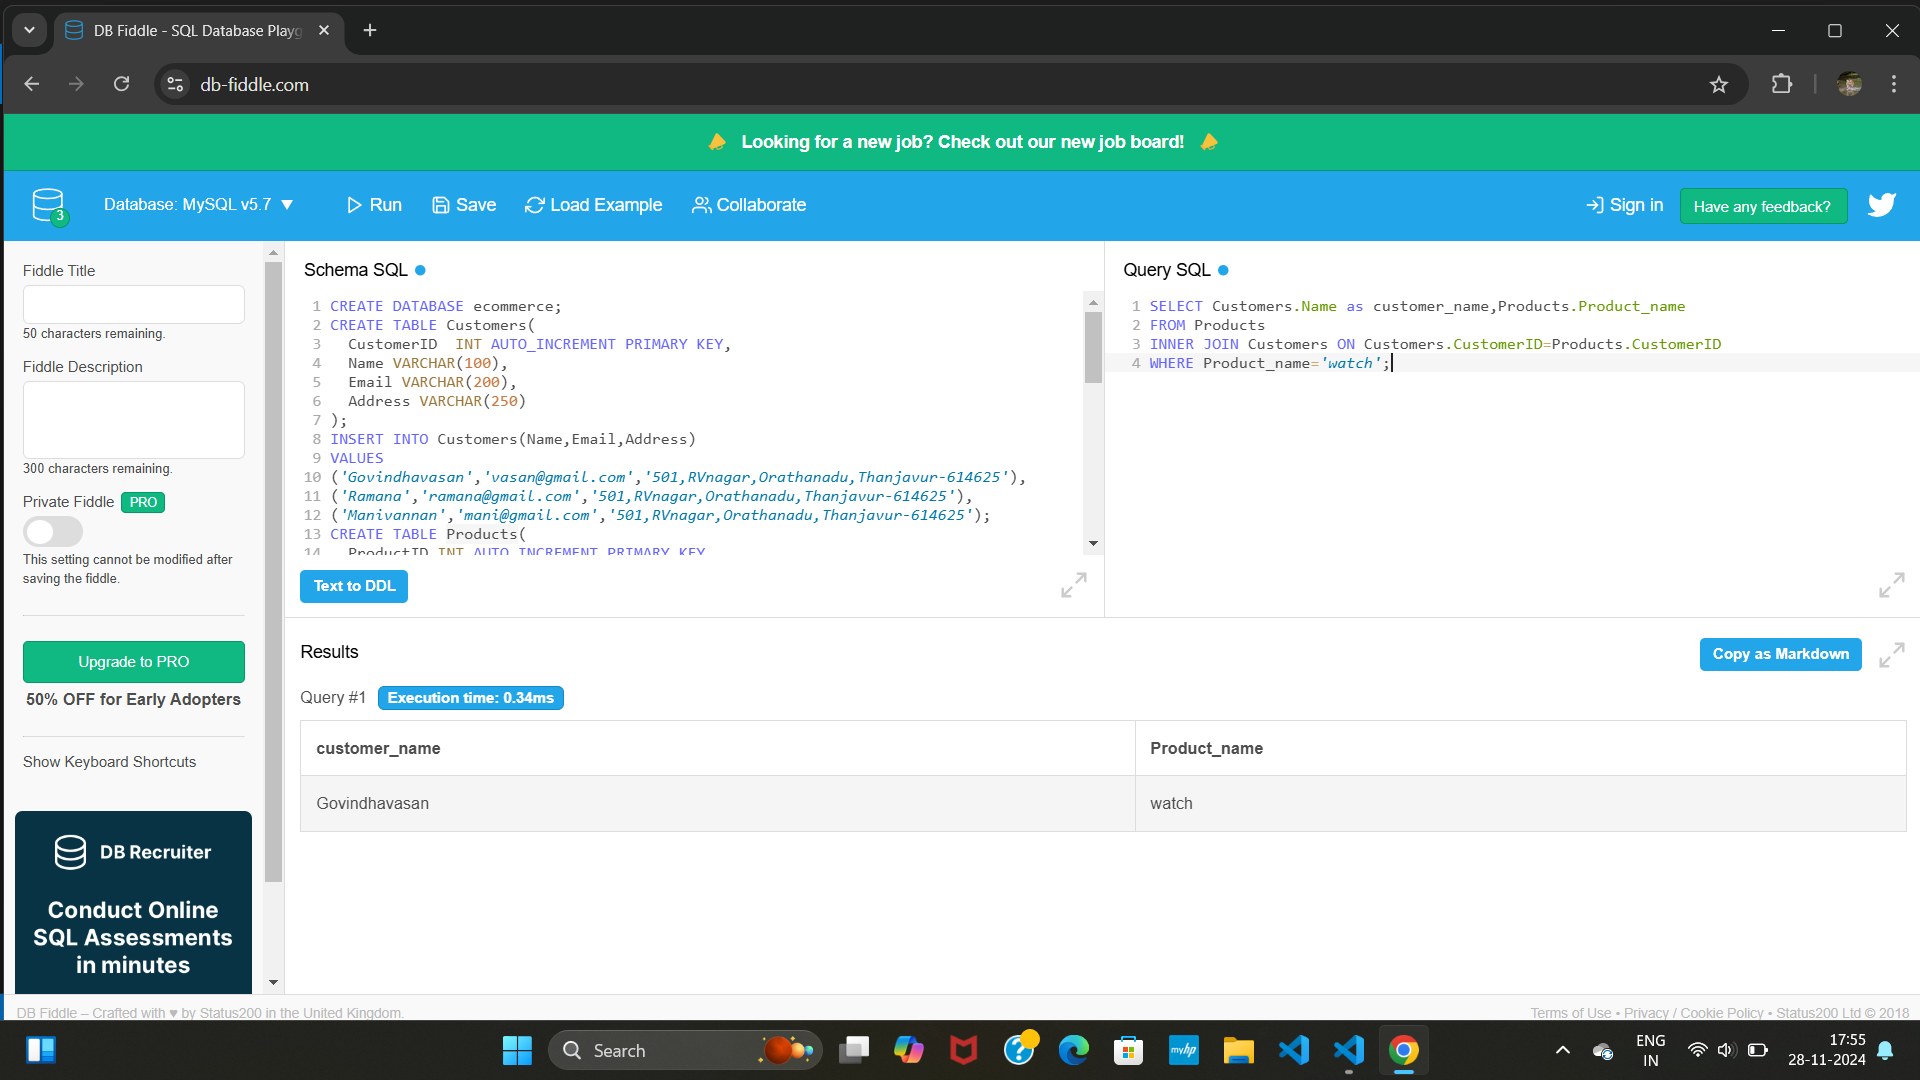 DB Fiddle - SQL Database Playg
db-fiddle.com
Looking for a new job? Check out our new job board!
3
Database: MySQL v5.7 ▼
Run
Save
Load Example
Collaborate
Sign in
Have any feedback?
Fiddle Title
50 characters remaining.
Fiddle Description
300 characters remaining.
Private Fiddle PRO
This setting cannot be modified after
saving the fiddle.
Upgrade to PRO
50% OFF for Early Adopters
Show Keyboard Shortcuts
DB Recruiter
Conduct Online
SQL Assessments
in minutes
Schema SQL
1 CREATE DATABASE ecommerce;
2 CREATE TABLE Customers(
3 CustomerID  INT AUTO_INCREMENT PRIMARY KEY,
4 Name VARCHAR(100),
5 Email VARCHAR(200),
6 Address VARCHAR(250)
7 );
8 INSERT INTO Customers(Name,Email,Address)
9 VALUES
10 ('Govindhavasan','vasan@gmail.com','501,RVnagar,Orathanadu,Thanjavur-614625'),
11 ('Ramana','ramana@gmail.com','501,RVnagar,Orathanadu,Thanjavur-614625'),
12 ('Manivannan','mani@gmail.com','501,RVnagar,Orathanadu,Thanjavur-614625');
13 CREATE TABLE Products(
14 ProductID INT AUTO_INCREMENT PRIMARY KEY
Text to DDL
Query SQL
1 SELECT Customers.Name as customer_name,Products.Product_name
2 FROM Products
3 INNER JOIN Customers ON Customers.CustomerID=Products.CustomerID
4 WHERE Product_name='watch';
Results
Copy as Markdown
Query #1 Execution time: 0.34ms
customer_name Product_name
Govindhavasan watch
DB Fiddle – Crafted with ♥ by Status200 in the United Kingdom.
Terms of Use • Privacy / Cookie Policy • Status200 Ltd © 2018
Search
myhp
ENG
IN
17:55
28-11-2024